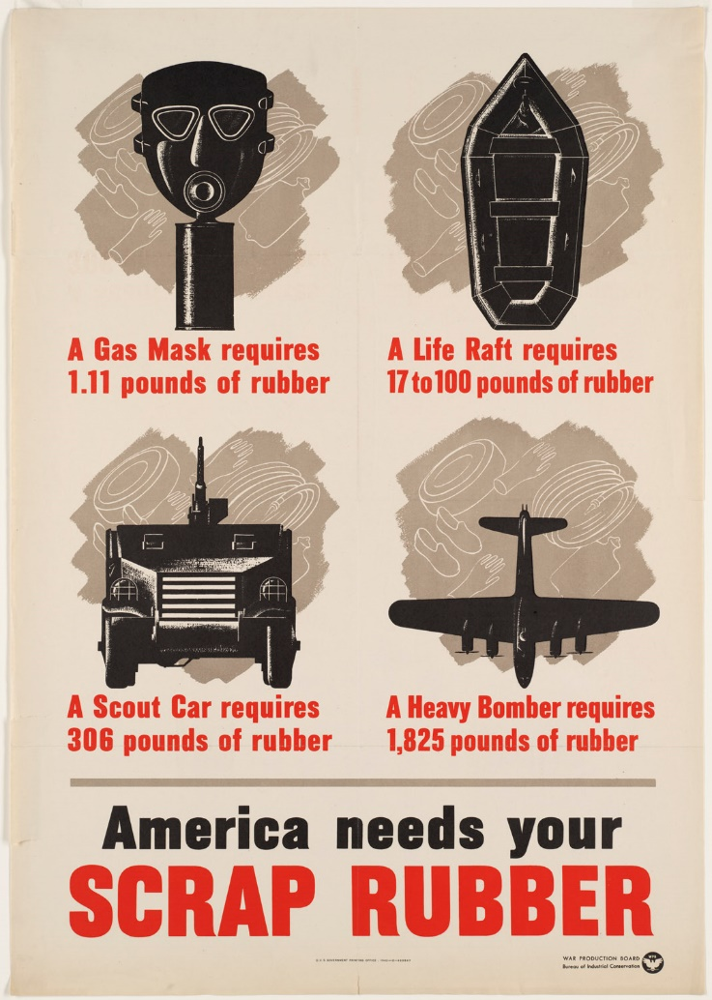 A Gas Mask requires
1.11 pounds of rubber
A Life Raft requires
17 to 100 pounds of rubber
A Scout Car requires
306 pounds of rubber
A Heavy Bomber requires
1,825 pounds of rubber
America needs your
SCRAP RUBBER
WAR PRODUCTION BOARD
Bureau of Industrial Conservation